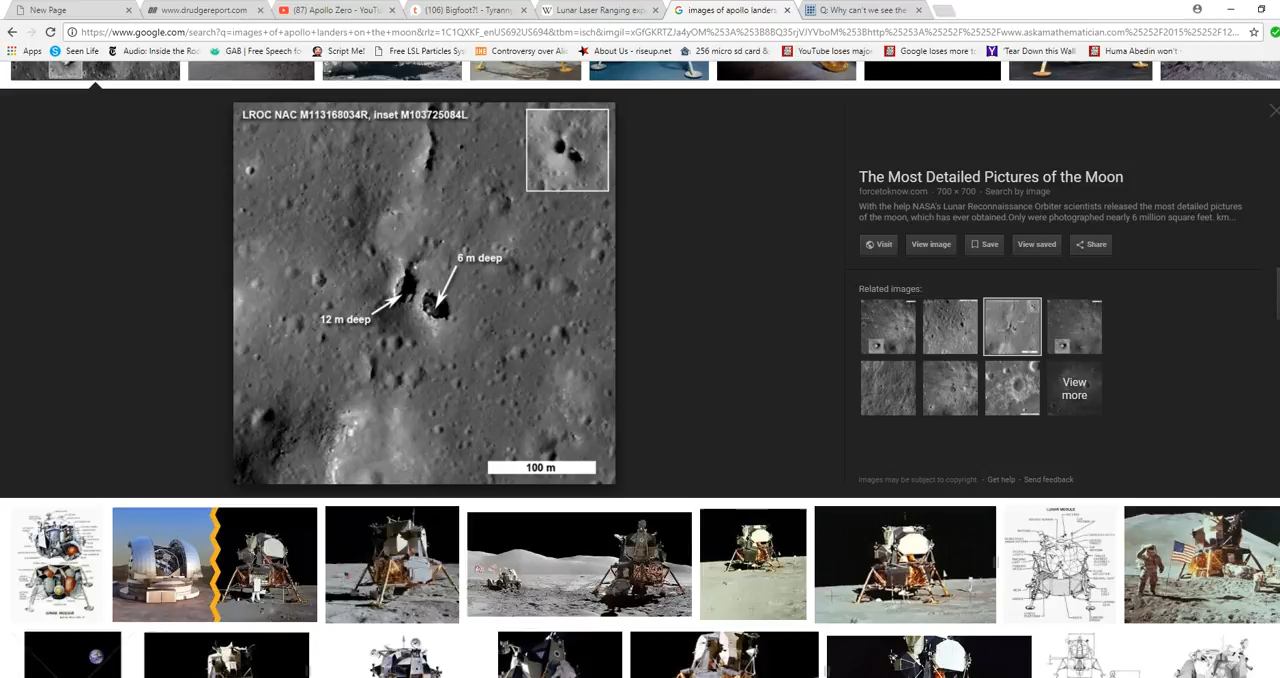 New Page
www.drudgereport.com
(87) Apollo Zero - YouTu
(106) Bigfoot?! - Tyranny
Lunar Laser Ranging exp
images of apollo landers
Q: Why can't we see the
https://www.google.com/search?q=images+of+apollo+landers+on+the+moon&rlz=1C1QXKF_enUS692US694&tbm=isch&imgil=xGfGKRTZJa4yOM%253A%253B8BQ35rjVJYVboM%253Bhttp%25253A%25252F%25252Fwww.askamathematician.com%25252F2015%25252F12...
Apps
Seen Life
Audio: Inside the Roo
GAB | Free Speech fo
Script Me!
Free LSL Particles Sys
Controversy over Ale
About Us - riseup.net
256 micro sd card &
YouTube loses major
Google loses more to
'Tear Down this Wall
Huma Abedin won't
LROC NAC M113168034R, inset M103725084L
6 m deep
12 m deep
100 m
The Most Detailed Pictures of the Moon
forcetoknow.com - 700 × 700 - Search by image
With the help NASA's Lunar Reconnaissance Orbiter scientists released the most detailed pictures
of the moon, which has ever obtained.Only were photographed nearly 6 million square feet. km...
Visit
View image
Save
View saved
Share
Related images:
View
more
Images may be subject to copyright. - Get help - Send feedback
LUNAR MODULE